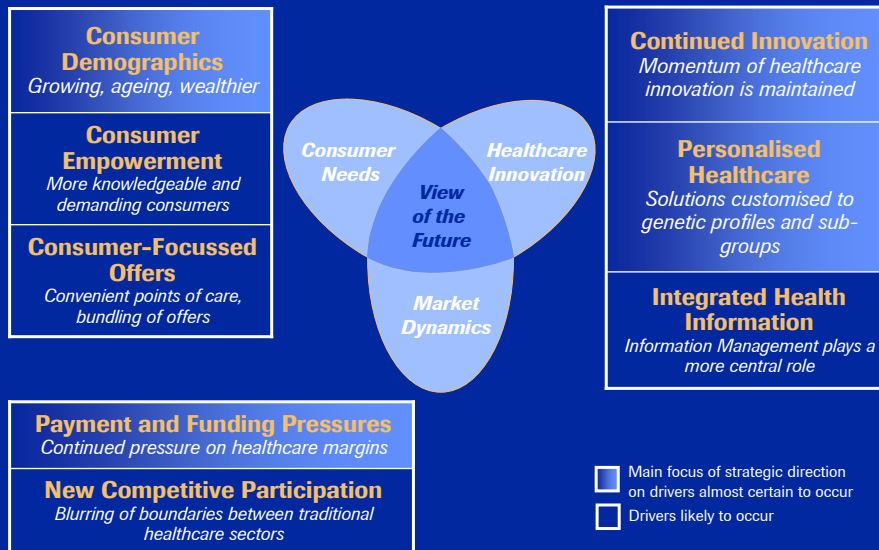 Consumer
Demographics
Growing, ageing, wealthier
Consumer
Empowerment
More knowledgeable and
demanding consumers
Consumer-Focussed
Offers
Convenient points of care,
bundling of offers
Consumer
Needs
Healthcare
Innovation
View
of the
Future
Market
Dynamics
Continued Innovation
Momentum of healthcare
innovation is maintained
Personalised
Healthcare
Solutions customised to
genetic profiles and sub-
groups
Integrated Health
Information
Information Management plays a
more central role
Payment and Funding Pressures
Continued pressure on healthcare margins
New Competitive Participation
Blurring of boundaries between traditional
healthcare sectors
Main focus of strategic direction
on drivers almost certain to occur
Drivers likely to occur